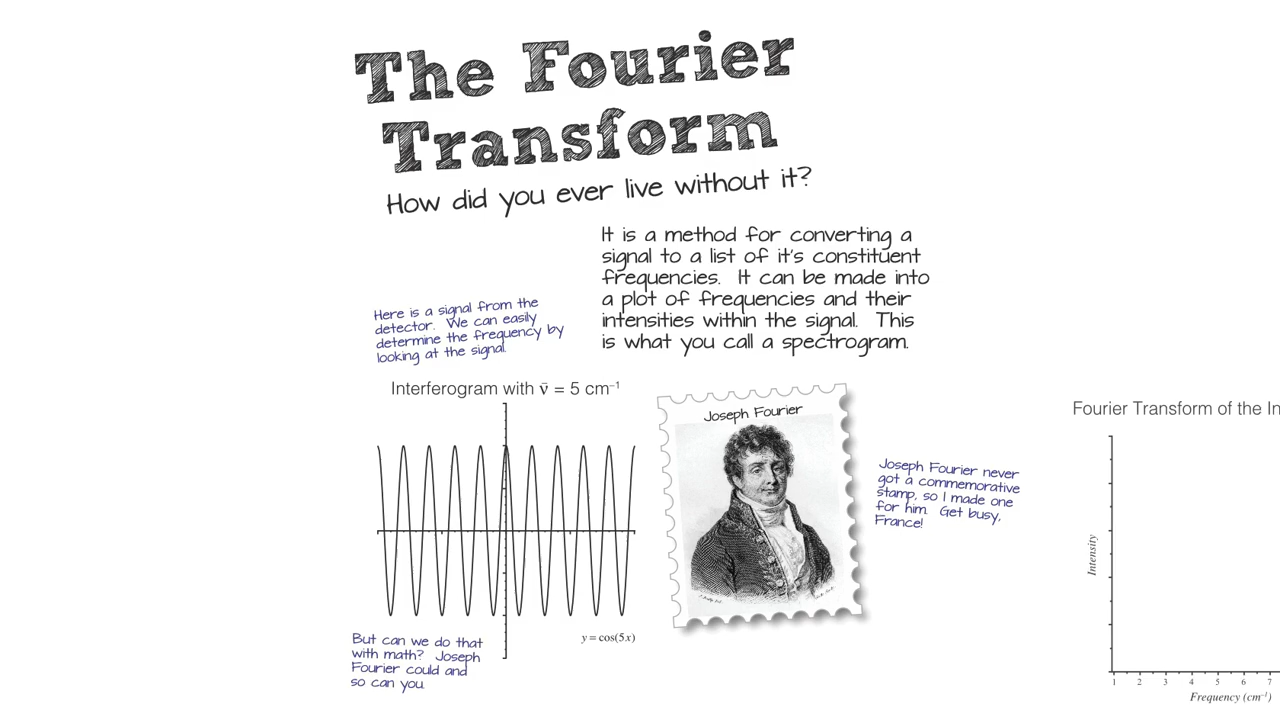 The Fourier
Transform
How did you ever live without it?
It is a method for converting a
signal to a list of it's constituent
frequencies. It can be made into
a plot of frequencies and their
intensities within the signal. This
is what you call a spectrogram.
Here is a signal from the
detector. We can easily
determine the frequency by
looking at the signal.
Interferogram with ν̄ = 5 cm⁻¹
y = cos(5x)
But can we do that
with math? Joseph
Fourier could and
so can you.
Joseph Fourier
Joseph Fourier never
got a commemorative
stamp, so I made one
for him. Get busy,
France!
Fourier Transform of the In
Intensity
1 2 3 4 5 6 7
Frequency (cm⁻¹)